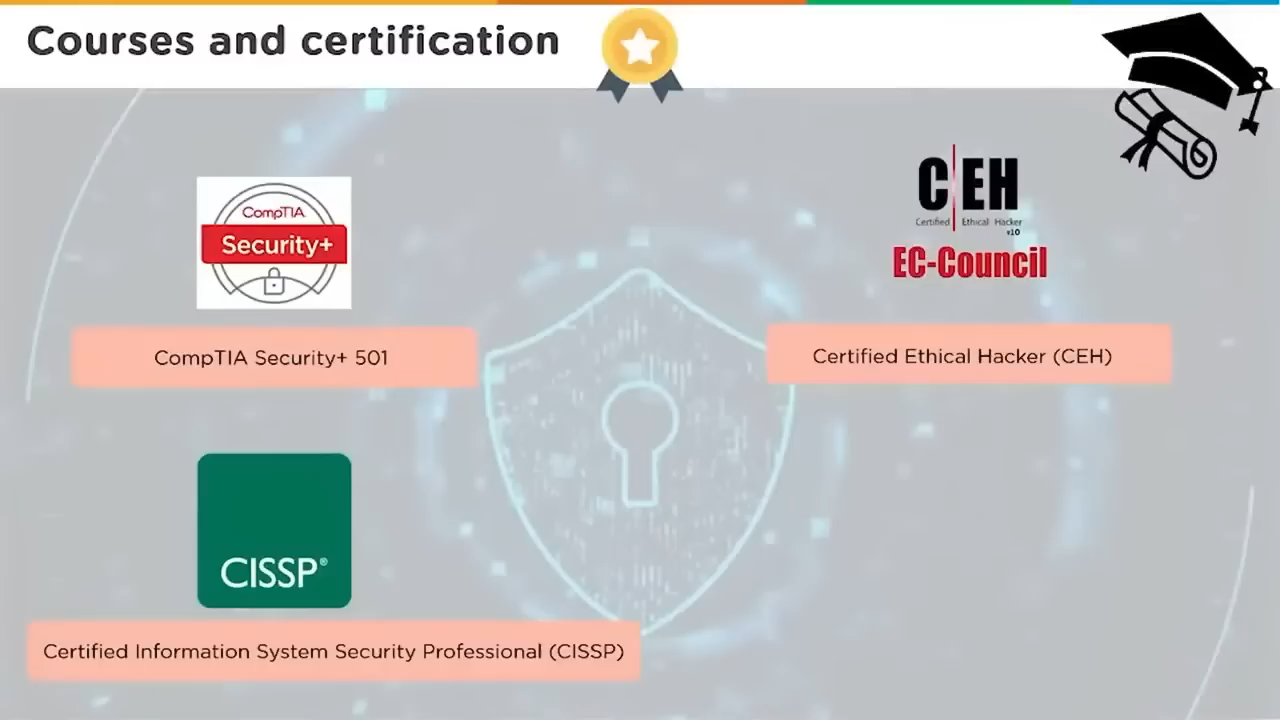 Courses and certification
CompTIA
Security+
CompTIA Security+ 501
C|EH
Certified Ethical Hacker
v10
EC-Council
Certified Ethical Hacker (CEH)
CISSP®
Certified Information System Security Professional (CISSP)